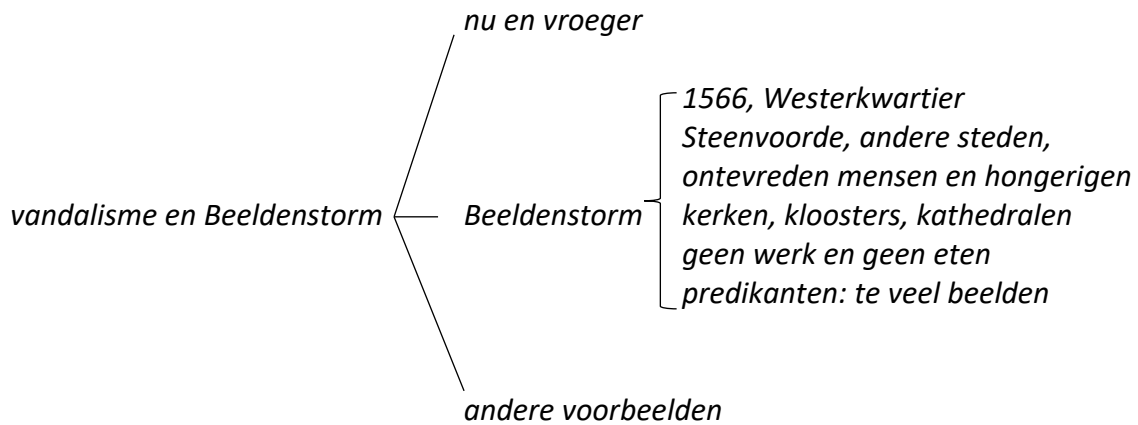 nu en vroeger
vandalisme en Beeldenstorm
Beeldenstorm
1566, Westerkwartier
Steenvoorde, andere steden,
ontevreden mensen en hongerigen
kerken, kloosters, kathedralen
geen werk en geen eten
predikanten: te veel beelden
andere voorbeelden